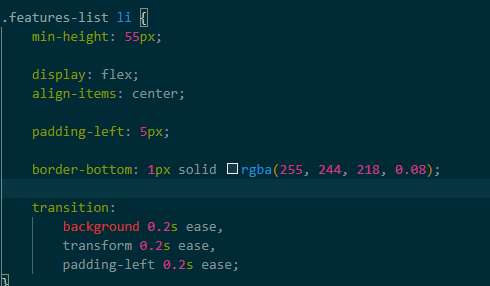 .features-list li {
min-height: 55px;
display: flex;
align-items: center;
padding-left: 5px;
border-bottom: 1px solid rgba(255, 244, 218, 0.08);
transition:
background 0.2s ease,
transform 0.2s ease,
padding-left 0.2s ease;
}